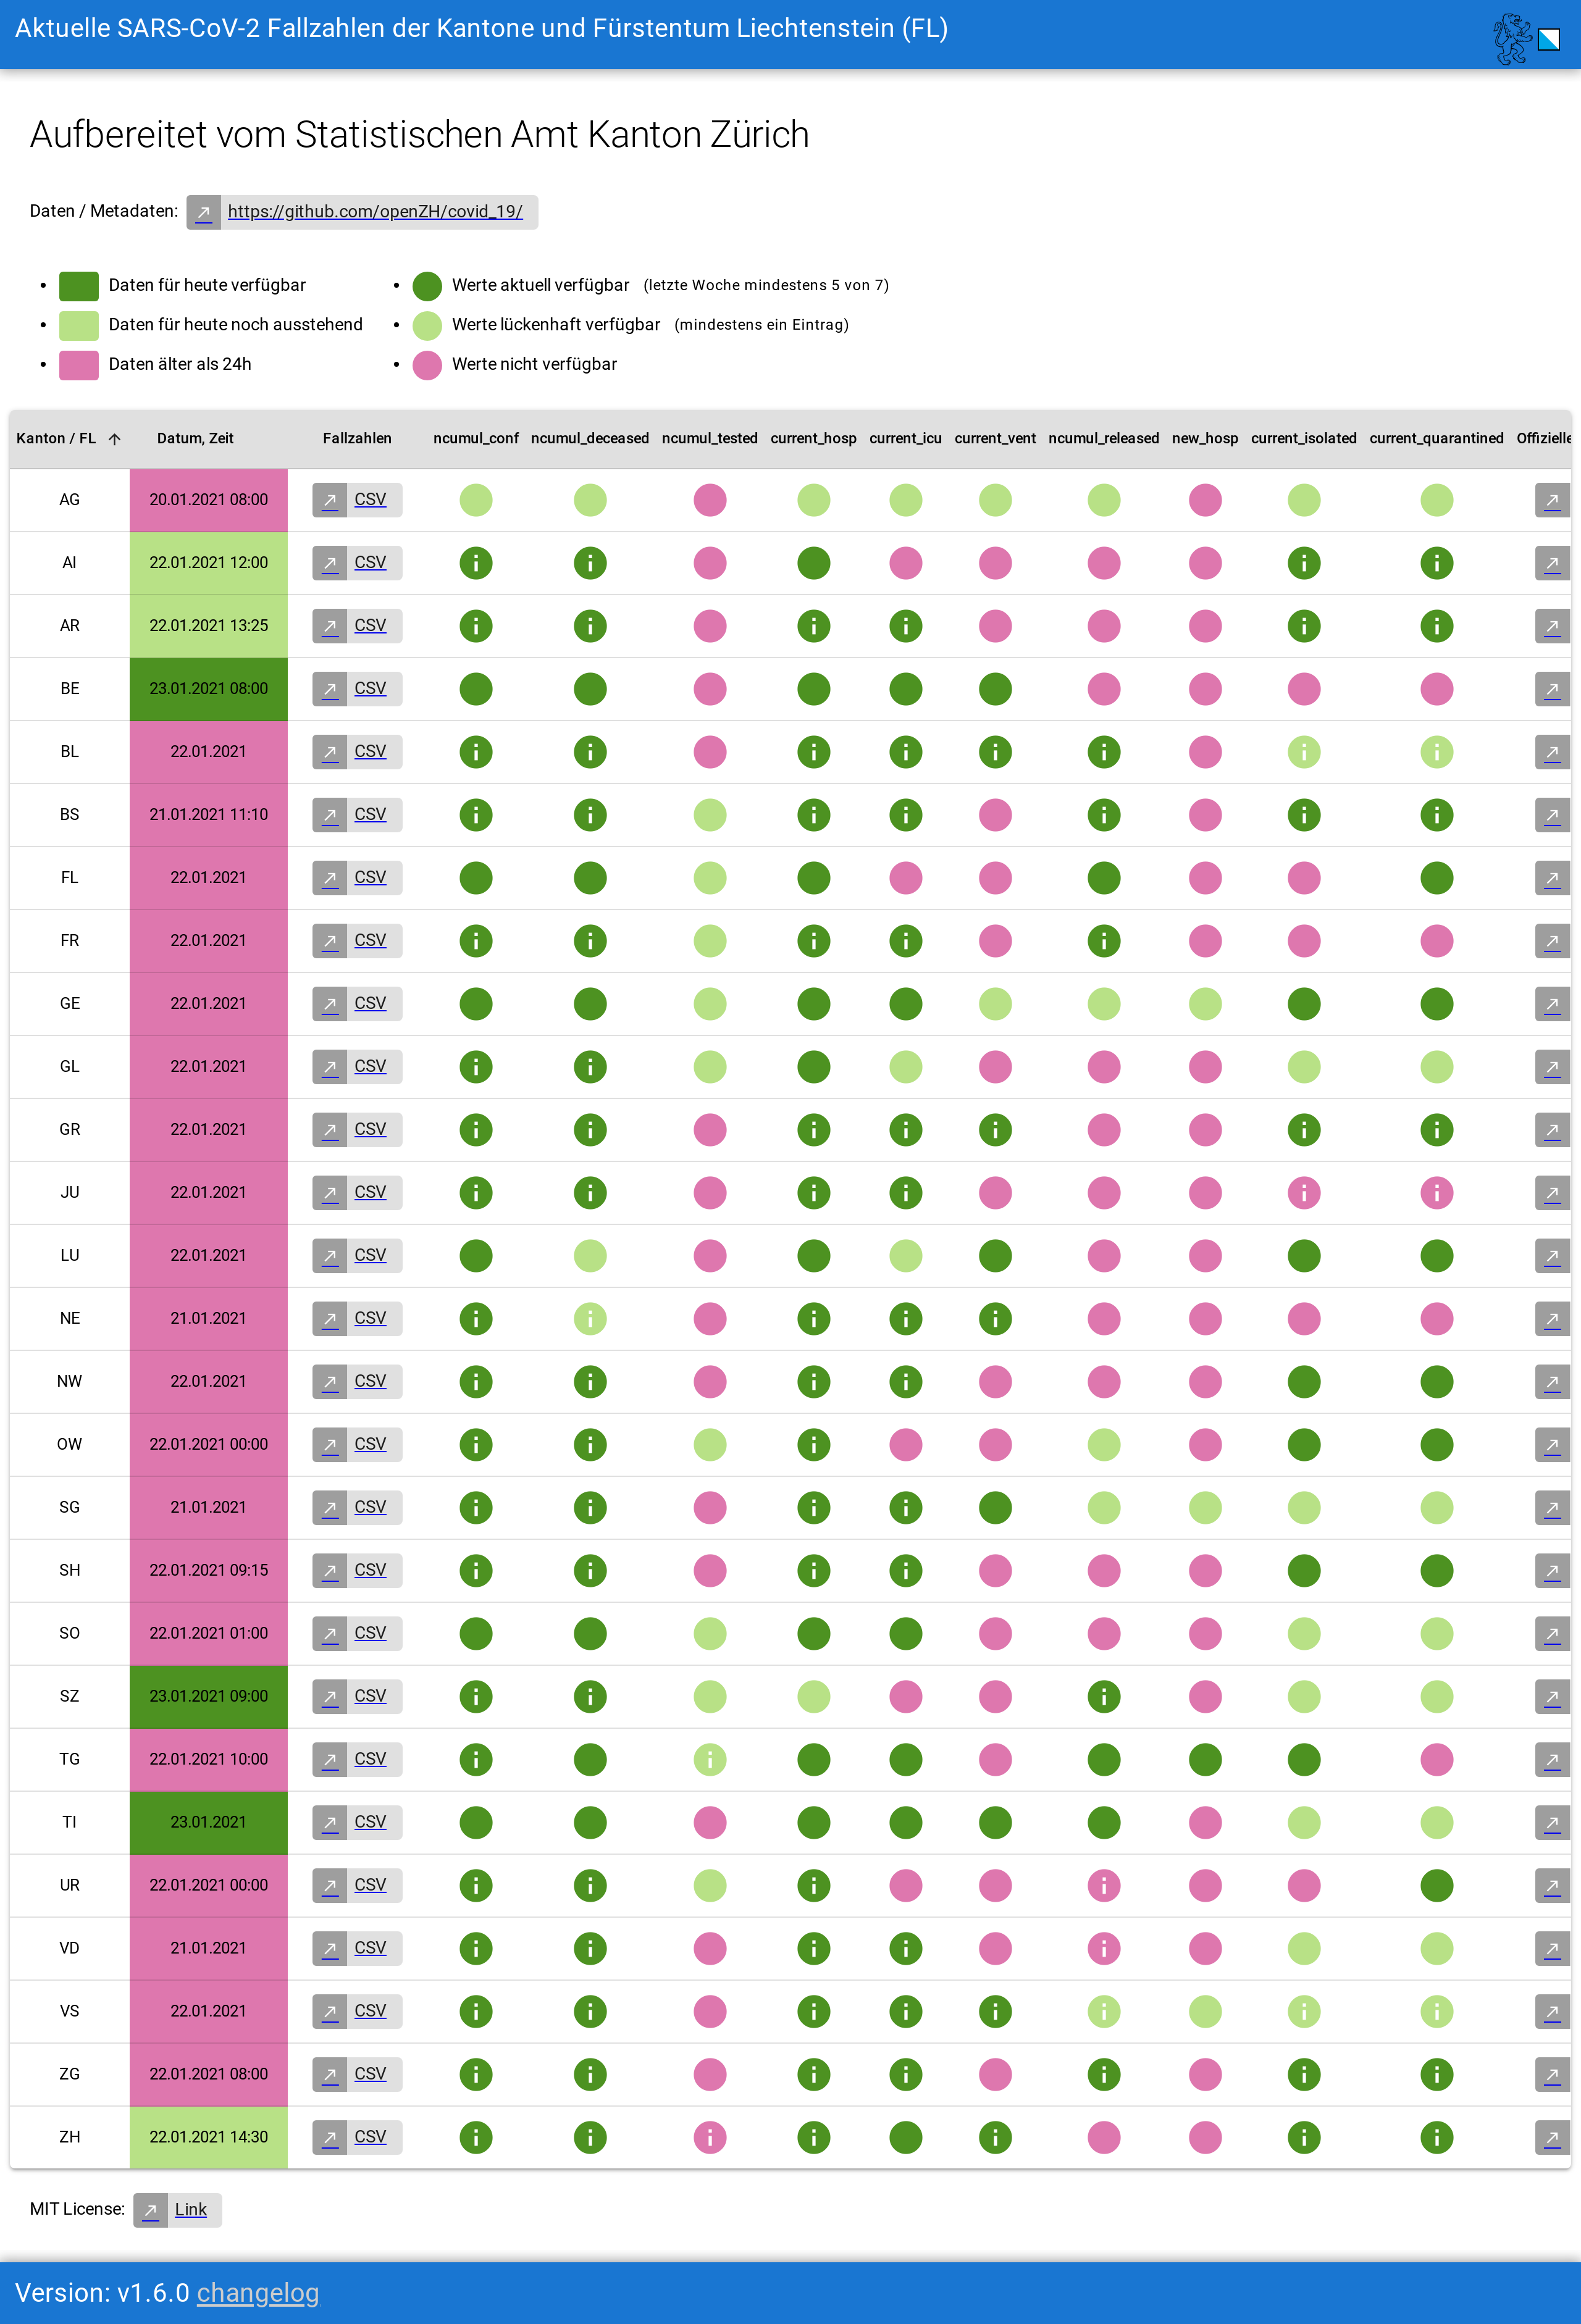 Aktuelle SARS-CoV-2 Fallzahlen der Kantone und Fürstentum Liechtenstein (FL)
Aufbereitet vom Statistischen Amt Kanton Zürich
Daten / Metadaten: https://github.com/openZH/covid_19/
Daten für heute verfügbar
Daten für heute noch ausstehend
Daten älter als 24h
Werte aktuell verfügbar (letzte Woche mindestens 5 von 7)
Werte lückenhaft verfügbar (mindestens ein Eintrag)
Werte nicht verfügbar
Kanton / FL Datum, Zeit Fallzahlen ncumul_conf ncumul_deceased ncumul_tested current_hosp current_icu current_vent ncumul_released new_hosp current_isolated current_quarantined Offizielle
AG 20.01.2021 08:00 CSV
AI 22.01.2021 12:00 CSV
AR 22.01.2021 13:25 CSV
BE 23.01.2021 08:00 CSV
BL 22.01.2021 CSV
BS 21.01.2021 11:10 CSV
FL 22.01.2021 CSV
FR 22.01.2021 CSV
GE 22.01.2021 CSV
GL 22.01.2021 CSV
GR 22.01.2021 CSV
JU 22.01.2021 CSV
LU 22.01.2021 CSV
NE 21.01.2021 CSV
NW 22.01.2021 CSV
OW 22.01.2021 00:00 CSV
SG 21.01.2021 CSV
SH 22.01.2021 09:15 CSV
SO 22.01.2021 01:00 CSV
SZ 23.01.2021 09:00 CSV
TG 22.01.2021 10:00 CSV
TI 23.01.2021 CSV
UR 22.01.2021 00:00 CSV
VD 21.01.2021 CSV
VS 22.01.2021 CSV
ZG 22.01.2021 08:00 CSV
ZH 22.01.2021 14:30 CSV
MIT License: Link
Version: v1.6.0 changelog